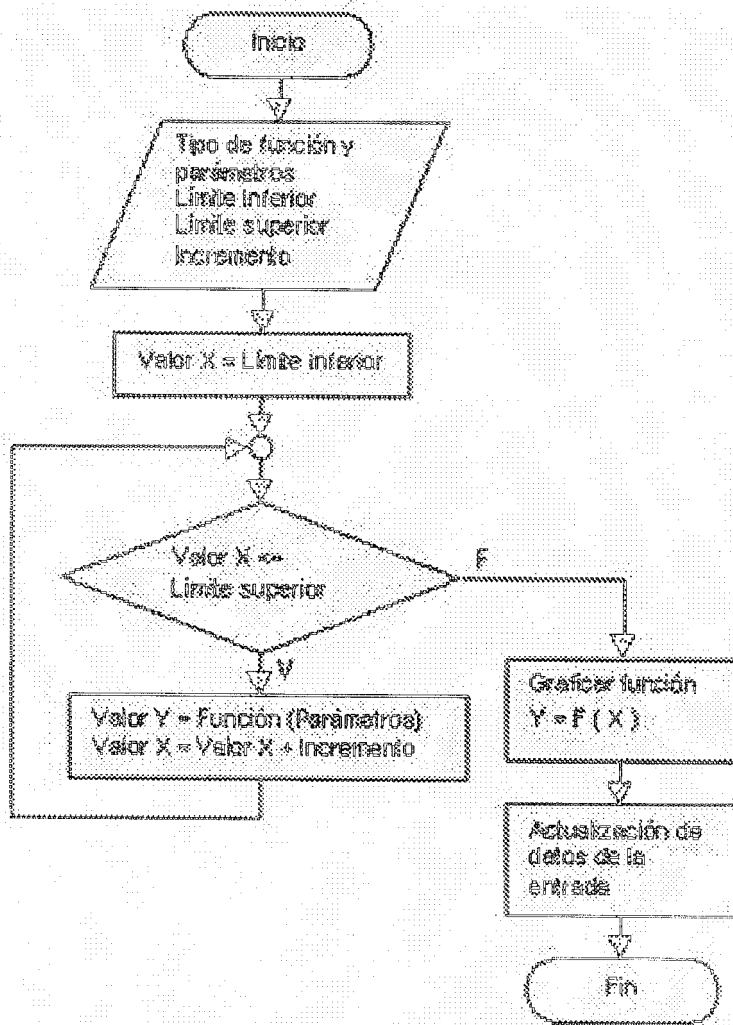 Inicio
Tipo de función y
parámetros
Límite inferior
Límite superior
Incremento
Valor X = Límite inferior
Valor X <=
Límite superior
F
V
Valor Y = Función (Parámetros)
Valor X = Valor X + Incremento
Graficar función
Y = F ( X )
Actualización de
datos de la
entrada
Fin